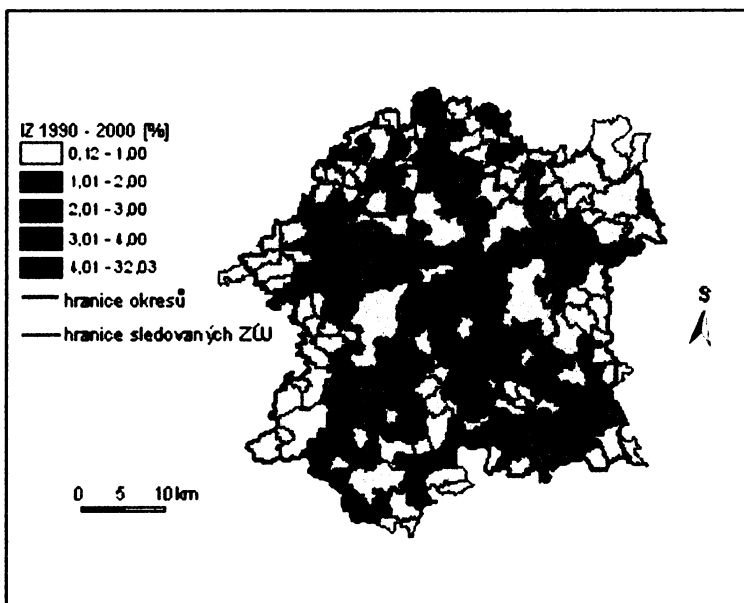 IZ 1990 - 2000 [%]
0,12 - 1,00
1,01 - 2,00
2,01 - 3,00
3,01 - 4,00
4,01 - 32,03
hranice okresů
hranice sledovaných ZÚJ
S
0 5 10 km